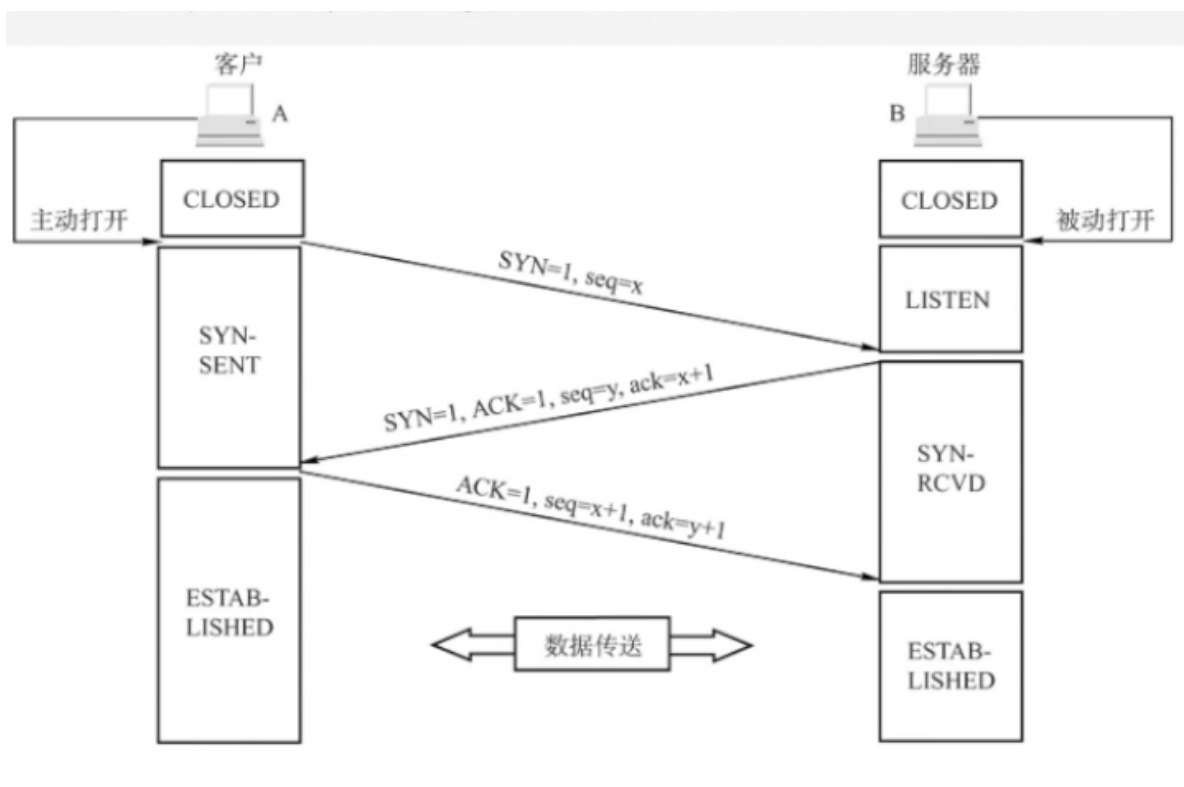 客户
服务器
A
B
CLOSED
CLOSED
主动打开
被动打开
SYN=1, seq=x
LISTEN
SYN-
SENT
SYN=1, ACK=1, seq=y, ack=x+1
SYN-
RCVD
ACK=1, seq=x+1, ack=y+1
ESTAB-
LISHED
数据传送
ESTAB-
LISHED